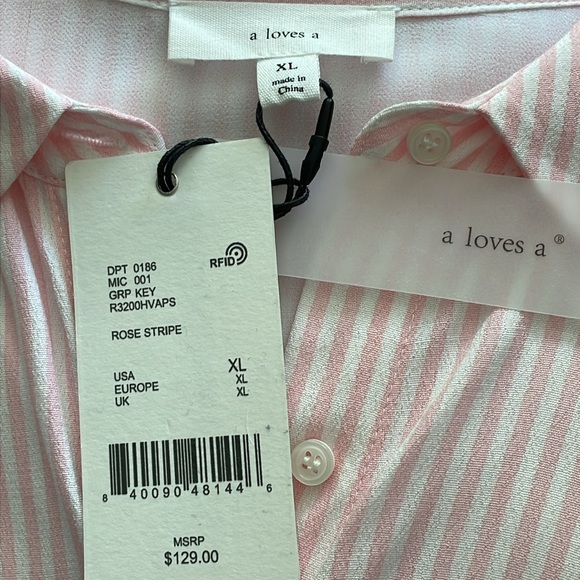 a loves a
XL
made in
China
a loves a®
RFID
DPT 0186
MIC 001
GRP KEY
R3200HVAPS
ROSE STRIPE
USA XL
EUROPE XL
UK XL
8 40090 48144 6
MSRP
$129.00